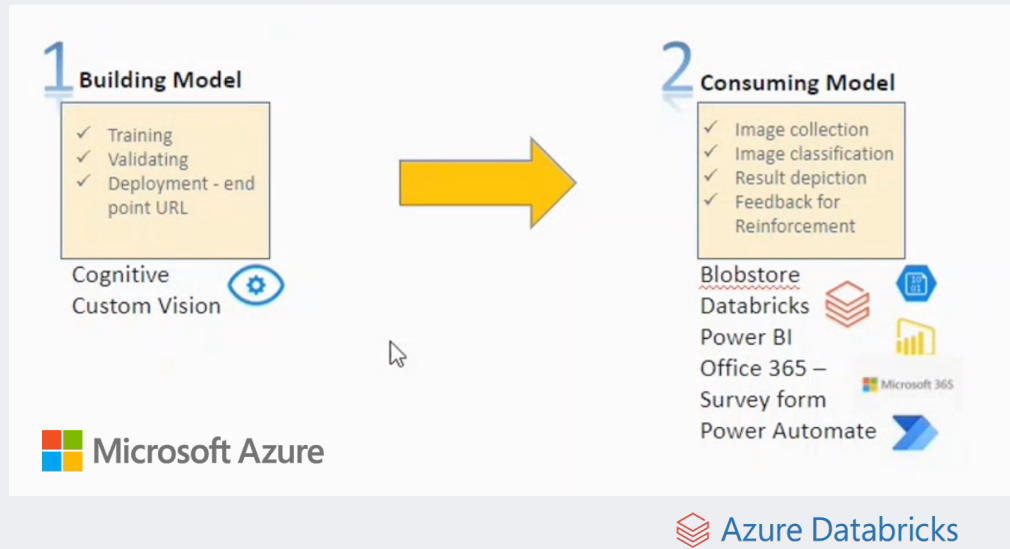 1 Building Model
Training
Validating
Deployment - end
point URL
Cognitive
Custom Vision
2 Consuming Model
Image collection
Image classification
Result depiction
Feedback for
Reinforcement
Blobstore
Databricks
Power BI
Office 365 –
Survey form
Power Automate
10
01
Microsoft 365
Microsoft Azure
Azure Databricks